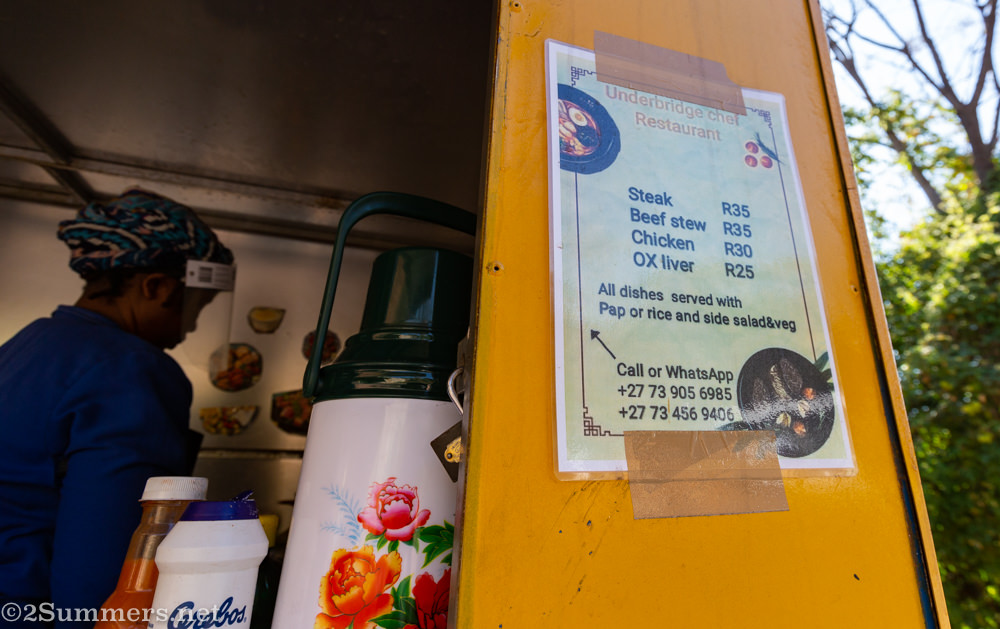 Underbridge chef
Restaurant
Steak R35
Beef stew R35
Chicken R30
OX liver R25
All dishes served with
Pap or rice and side salad&veg
Call or WhatsApp
+27 73 905 6985
+27 73 456 9406
Cerebos
©2Summers.net